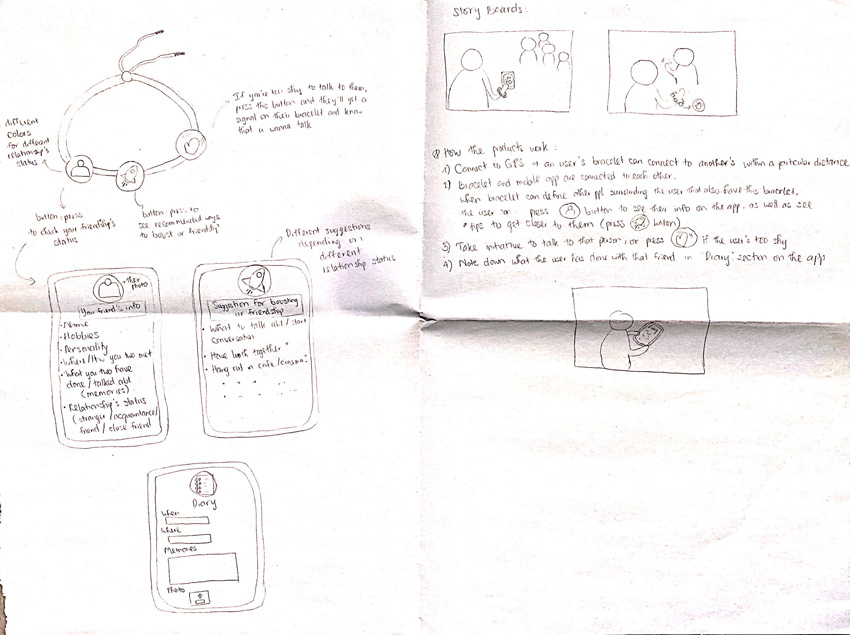 If you're too shy to talk to them,
press this button and they'll get a
signal on their bracelet and know
that u wanna talk
different
colors
for different
relationship's
status
button: press
to check your friendship's
status
button: press to
see recommended ways
to boost ur friendship
Different suggestions
depending on
different
relationship status
their
photo
Your friend's info
• Name
• Hobbies
• Personality
• Where/How you two met
• What you two have
done / talked abt
(memories)
• Relationship's status
(stranger / acquaintance /
friend / close friend
Suggestion for boosting
ur friendship
• What to talk abt / start
conversation
• Have lunch together
• Hang out in cafe/cinema
Diary
When
Where
Memories
Photo
Story Boards:
How the products work:
1) Connect to GPS → an user's bracelet can connect to another's within a particular distance
2) Bracelet and mobile app are connected to each other.
When bracelet can define other ppl surrounding the user that also have this bracelet,
the user can press button to see their info on the app, as well as see
tips to get closer to them (press button)
3) Take initiative to talk to that person, or press if the user's too shy
4) Note down what the user has done with that friend in "Diary" section on the app